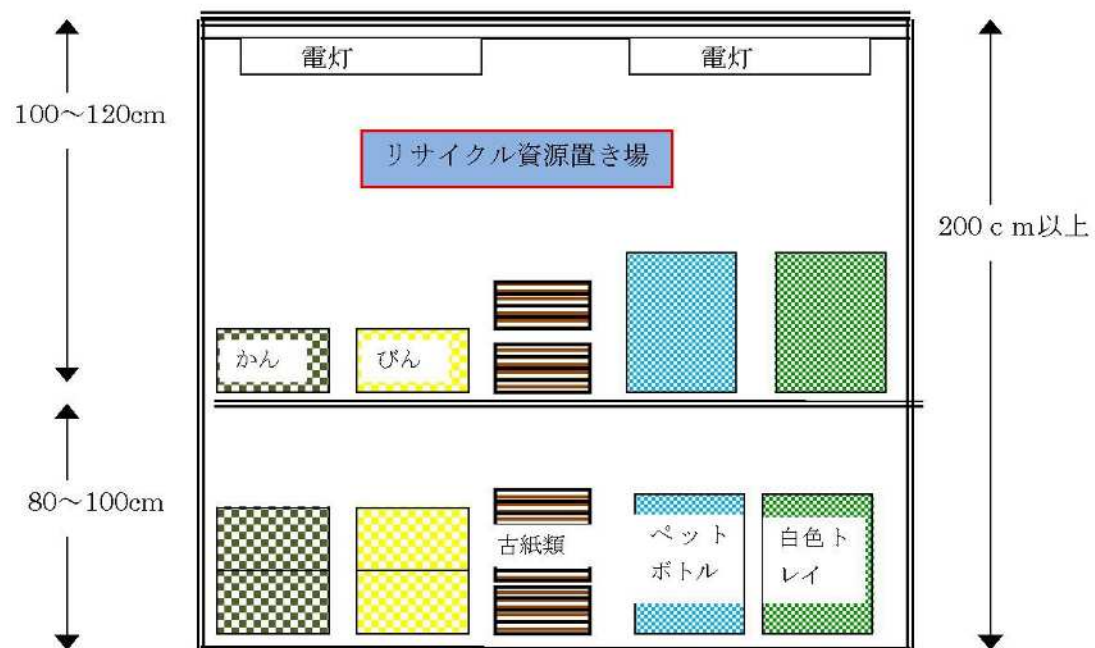 電灯
電灯
100～120cm
リサイクル資源置き場
200ｃｍ以上
かん
びん
80～100cm
古紙類
ペット
ボトル
白色ト
レイ